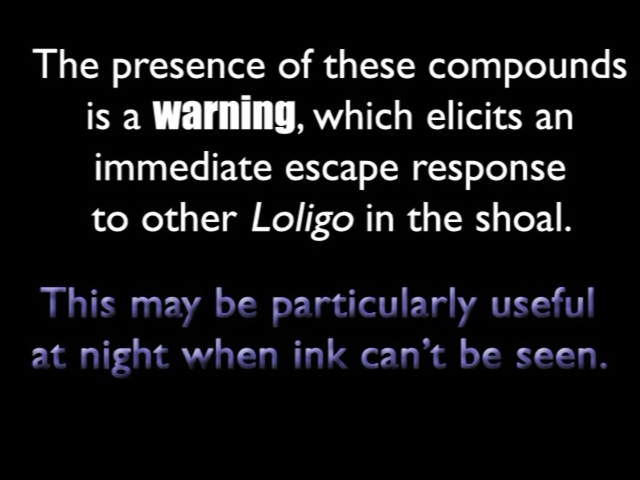 The presence of these compounds
is a warning, which elicits an
immediate escape response
to other Loligo in the shoal.
This may be particularly useful
at night when ink can't be seen.